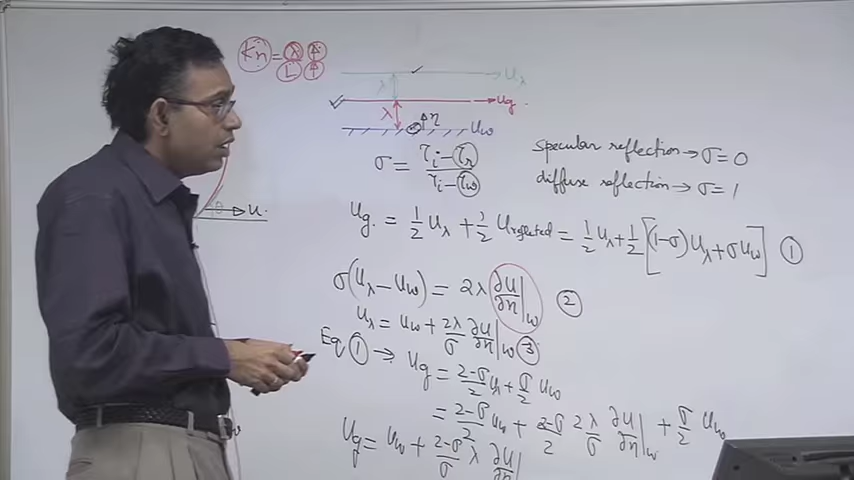 Kn = λ/L
λ u_λ
λ u_g
η u_w
σ = (τ_i − τ_r)/(τ_i − τ_w)
specular reflection → σ = 0
diffuse reflection → σ = 1
u_g = 1/2 u_λ + 1/2 u_reflected = 1/2 u_λ + 1/2 [(1−σ)u_λ + σu_w] ①
σ(u_λ − u_w) = 2λ ∂u/∂η|_w ②
u_λ = u_w + 2λ/σ ∂u/∂η|_w ③
Eq ① → u_g = (2−σ)/2 u_λ + σ/2 u_w
= (2−σ)/2 u_w + (2−σ)/2 2λ/σ ∂u/∂η|_w + σ/2 u_w
u_g = u_w + (2−σ)/σ λ ∂u/∂η|
u